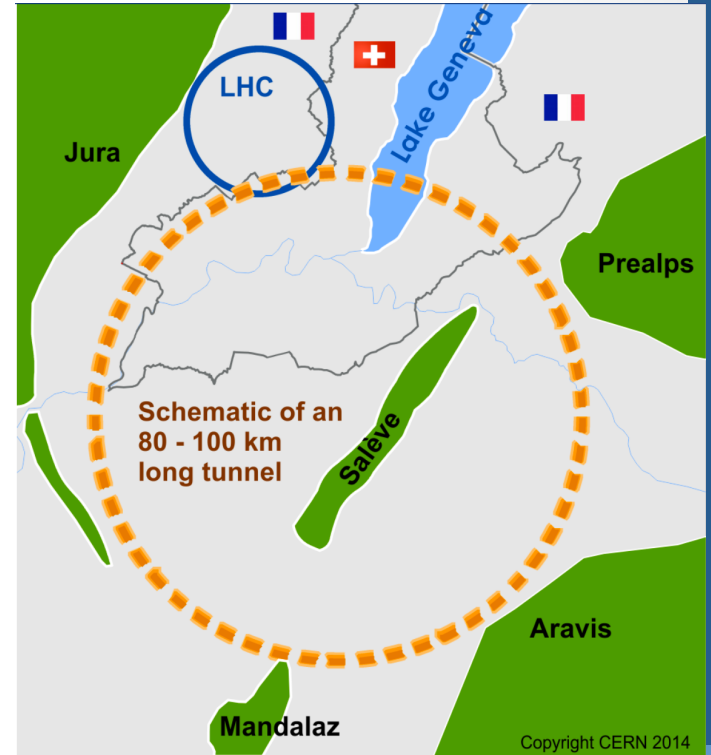 LHC
Lake Geneva
Jura
Prealps
Schematic of an
80 - 100 km
long tunnel
Salève
Aravis
Mandalaz
Copyright CERN 2014